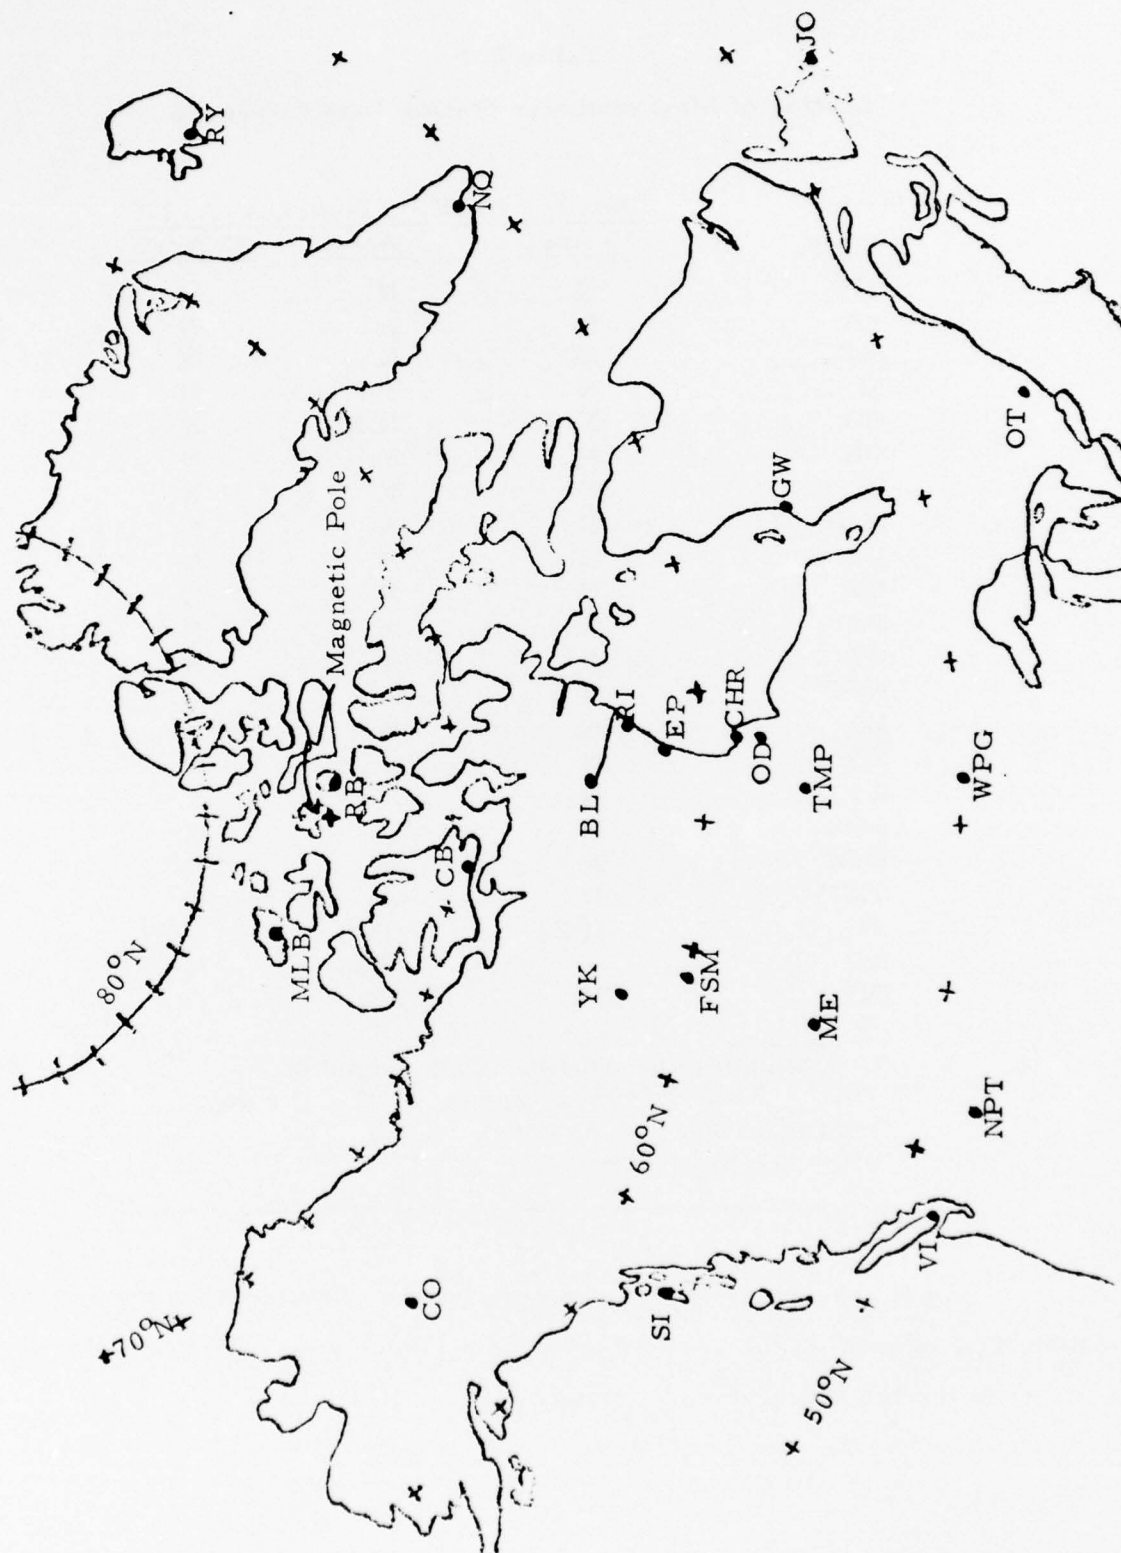 JO
RY
NQ
OT
GW
Magnetic Pole
RI
EP
CHR
OD
RB
BL
TMP
WPG
CB
MLB
80°N
YK
FSM
ME
NPT
60°N
VI
CO
SI
70°N
50°N